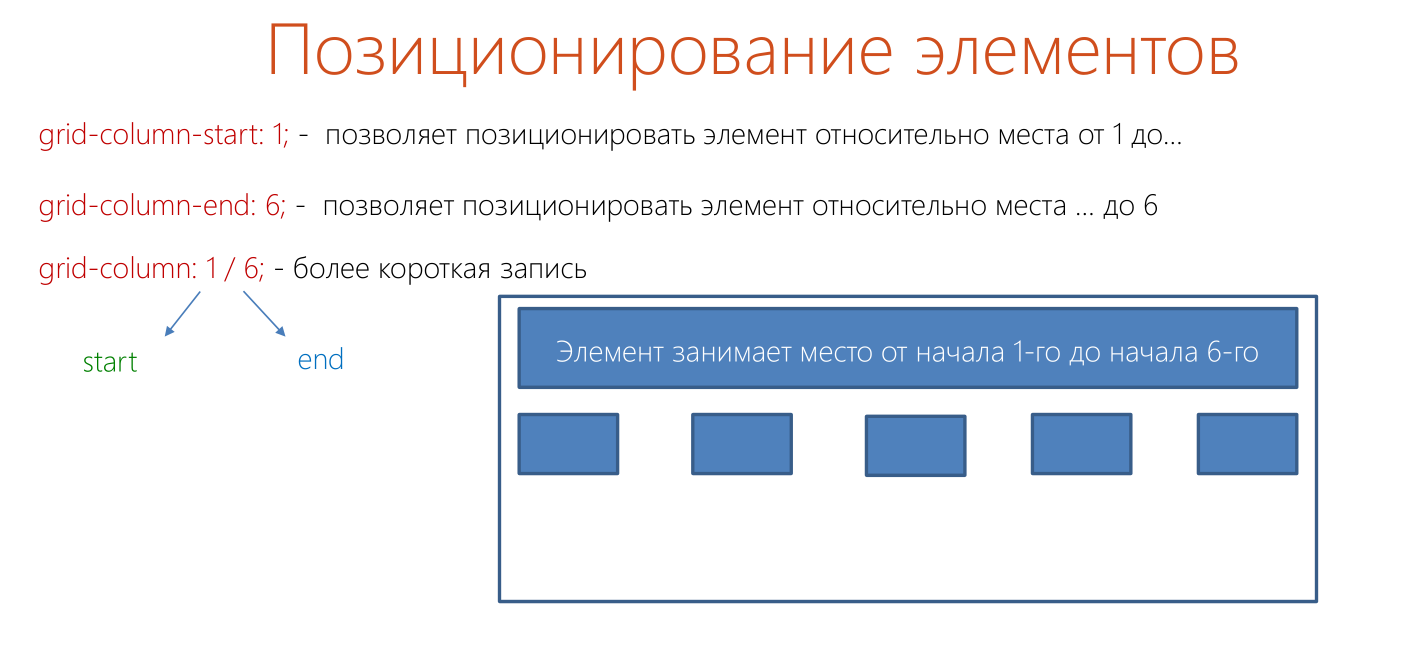 Позиционирование элементов
grid-column-start: 1; - позволяет позиционировать элемент относительно места от 1 до...
grid-column-end: 6; - позволяет позиционировать элемент относительно места ... до 6
grid-column: 1 / 6; - более короткая запись
start
end
Элемент занимает место от начала 1-го до начала 6-го